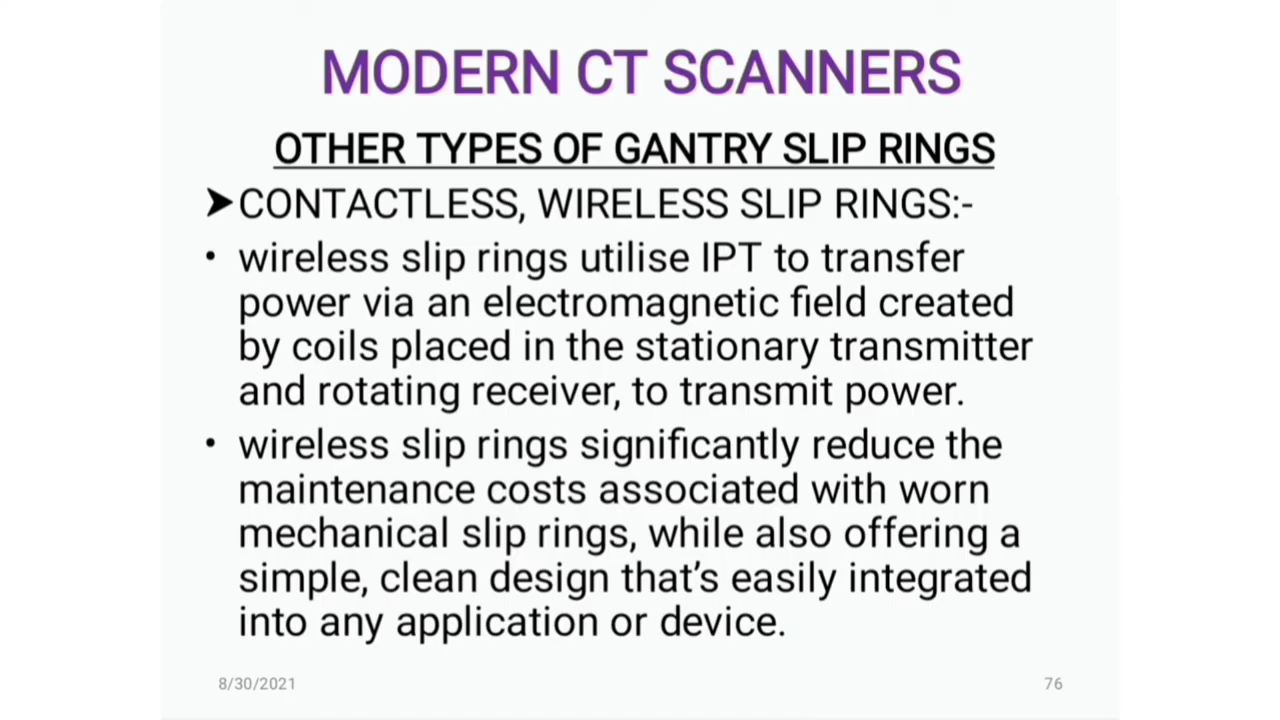 MODERN CT SCANNERS
OTHER TYPES OF GANTRY SLIP RINGS
➤CONTACTLESS, WIRELESS SLIP RINGS:-
• wireless slip rings utilise IPT to transfer
power via an electromagnetic field created
by coils placed in the stationary transmitter
and rotating receiver, to transmit power.
• wireless slip rings significantly reduce the
maintenance costs associated with worn
mechanical slip rings, while also offering a
simple, clean design that’s easily integrated
into any application or device.
8/30/2021
76